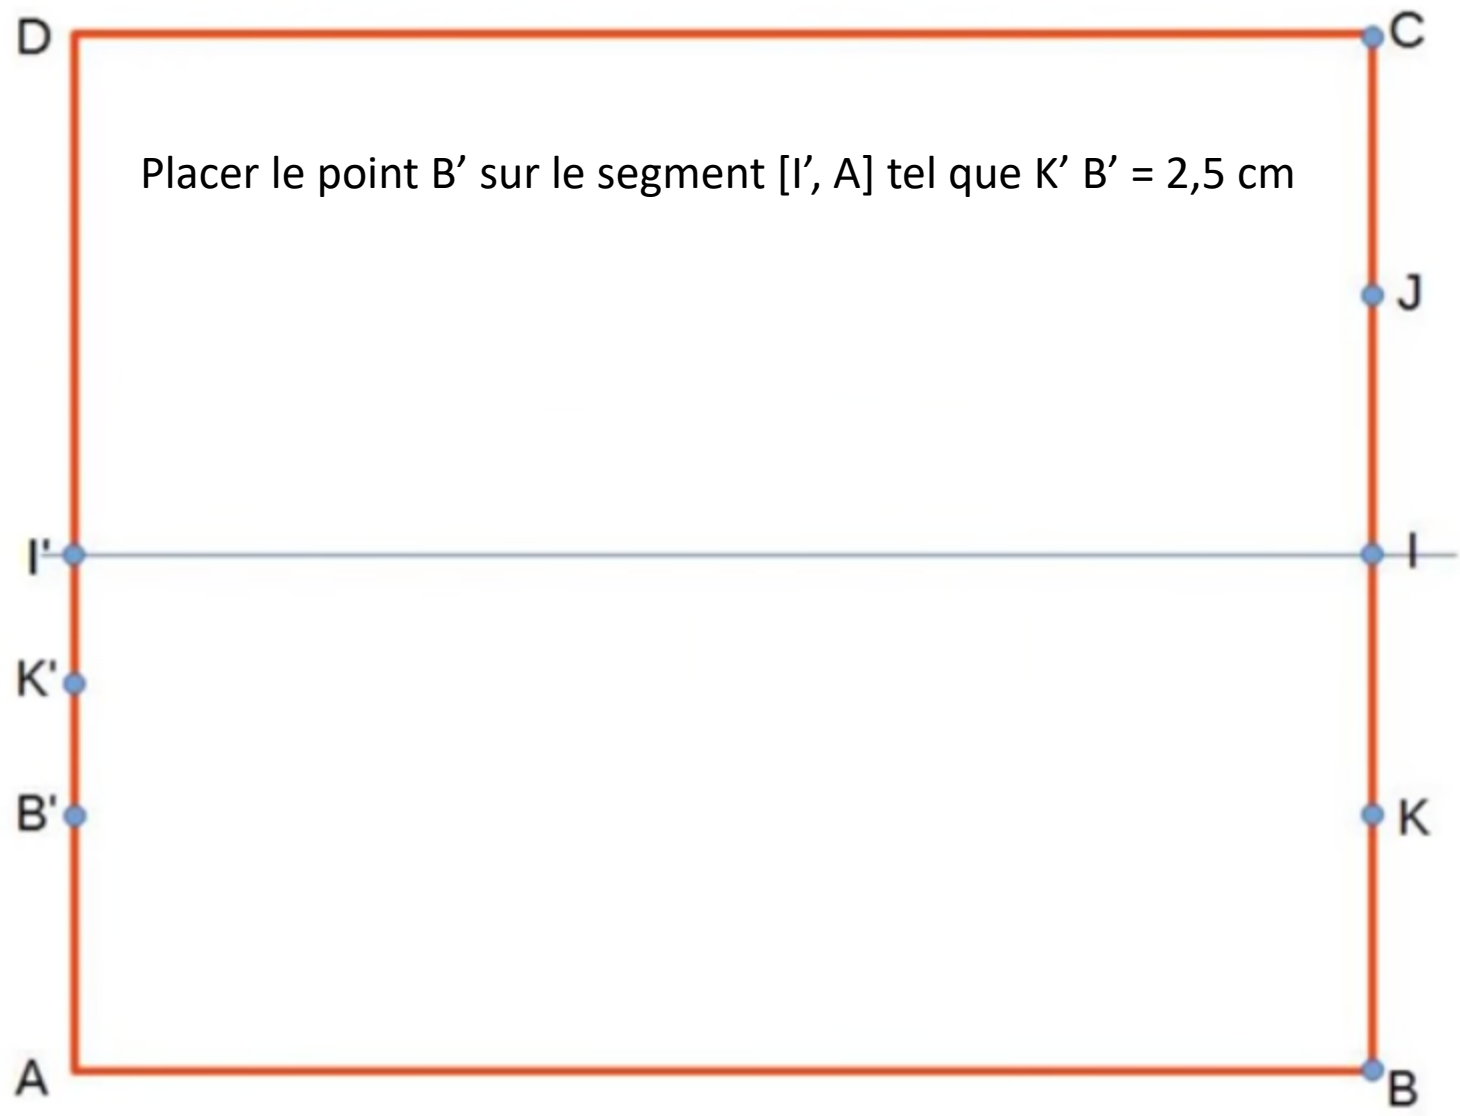 D
C
Placer le point B’ sur le segment [I’, A] tel que K’ B’ = 2,5 cm
J
I'
I
K'
B'
K
A
B